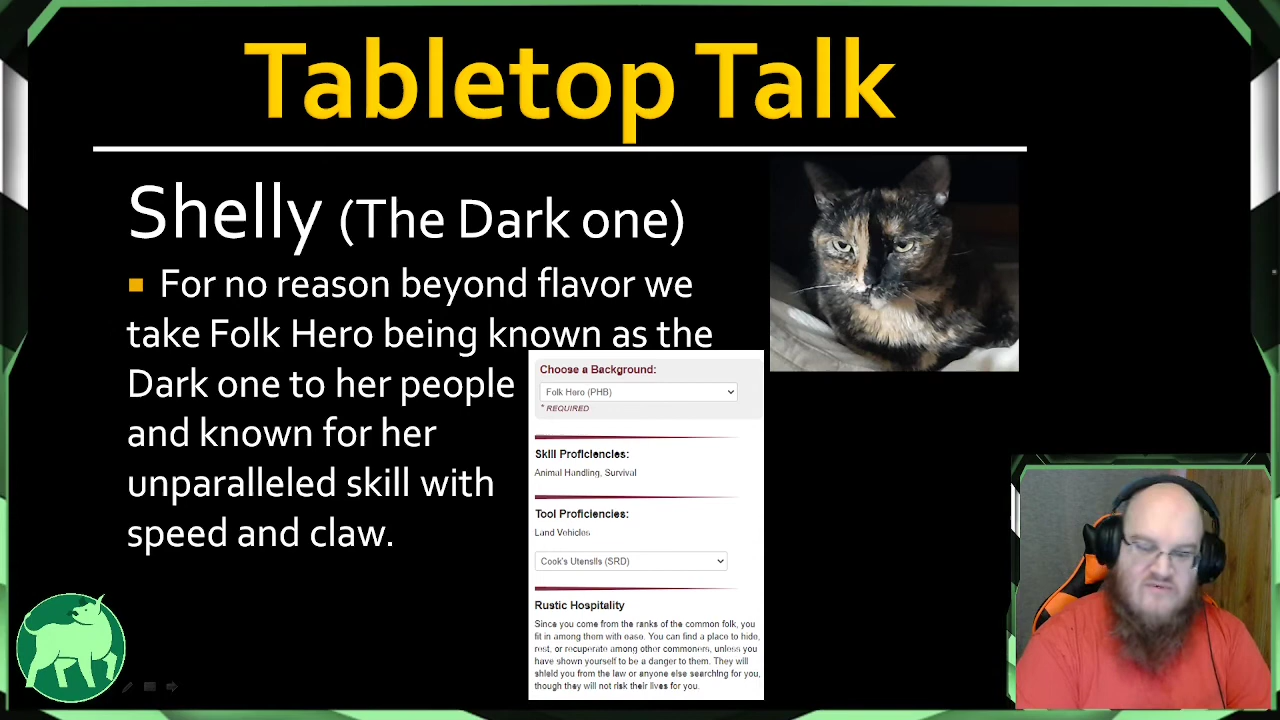 Tabletop Talk
Shelly (The Dark one)
For no reason beyond flavor we
take Folk Hero being known as the
Dark one to her people
and known for her
unparalleled skill with
speed and claw.
Choose a Background:
Folk Hero (PHB)
* REQUIRED
Skill Proficiencies:
Animal Handling, Survival
Tool Proficiencies:
Land Vehicles
Cook's Utensils (SRD)
Rustic Hospitality
Since you come from the ranks of the common folk, you
fit in among them with ease. You can find a place to hide,
rest, or recuperate among other commoners, unless you
have shown yourself to be a danger to them. They will
shield you from the law or anyone else searching for you,
though they will not risk their lives for you.